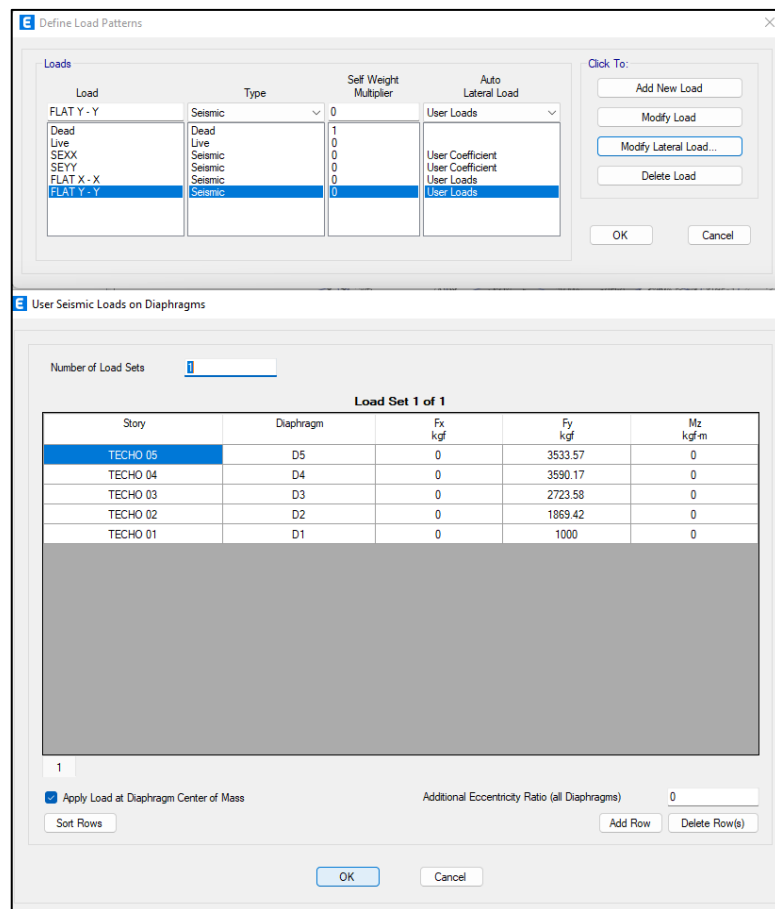 E Define Load Patterns
Loads
Click To:
Load Type Self Weight Multiplier Auto Lateral Load
FLAT Y - Y Seismic 0 User Loads
Dead Dead 1
Live Live 0
SEXX Seismic 0 User Coefficient
SEYY Seismic 0 User Coefficient
FLAT X - X Seismic 0 User Loads
FLAT Y - Y Seismic 0 User Loads
Add New Load
Modify Load
Modify Lateral Load...
Delete Load
OK Cancel
E User Seismic Loads on Diaphragms
Number of Load Sets 1
Load Set 1 of 1
Story Diaphragm Fx kgf Fy kgf Mz kgf-m
TECHO 05 D5 0 3533.57 0
TECHO 04 D4 0 3590.17 0
TECHO 03 D3 0 2723.58 0
TECHO 02 D2 0 1869.42 0
TECHO 01 D1 0 1000 0
1
Apply Load at Diaphragm Center of Mass Additional Eccentricity Ratio (all Diaphragms) 0
Sort Rows Add Row Delete Row(s)
OK Cancel